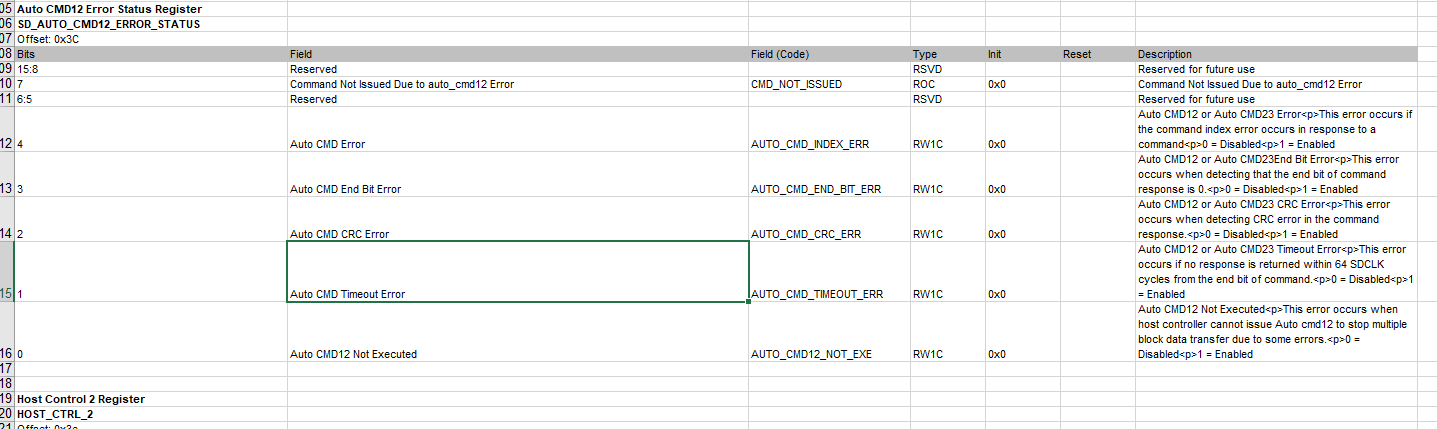 05 Auto CMD12 Error Status Register
06 SD_AUTO_CMD12_ERROR_STATUS
07 Offset: 0x3C
08 Bits Field Field (Code) Type Init Reset Description
09 15:8 Reserved RSVD Reserved for future use
10 7 Command Not Issued Due to auto_cmd12 Error CMD_NOT_ISSUED ROC 0x0 Command Not Issued Due to auto_cmd12 Error
11 6:5 Reserved RSVD Reserved for future use
Auto CMD12 or Auto CMD23 Error<p>This error occurs if
the command index error occurs in response to a
12 4 Auto CMD Error AUTO_CMD_INDEX_ERR RW1C 0x0 command<p>0 = Disabled<p>1 = Enabled
Auto CMD12 or Auto CMD23End Bit Error<p>This error
occurs when detecting that the end bit of command
13 3 Auto CMD End Bit Error AUTO_CMD_END_BIT_ERR RW1C 0x0 response is 0.<p>0 = Disabled<p>1 = Enabled
Auto CMD12 or Auto CMD23 CRC Error<p>This error
occurs when detecting CRC error in the command
14 2 Auto CMD CRC Error AUTO_CMD_CRC_ERR RW1C 0x0 response.<p>0 = Disabled<p>1 = Enabled
Auto CMD12 or Auto CMD23 Timeout Error<p>This error
occurs if no response is returned within 64 SDCLK
cycles from the end bit of command.<p>0 = Disabled<p>1
15 1 Auto CMD Timeout Error AUTO_CMD_TIMEOUT_ERR RW1C 0x0 = Enabled
Auto CMD12 Not Executed<p>This error occurs when
host controller cannot issue Auto cmd12 to stop multiple
block data transfer due to some errors.<p>0 =
16 0 Auto CMD12 Not Executed AUTO_CMD12_NOT_EXE RW1C 0x0 Disabled<p>1 = Enabled
17
18
19 Host Control 2 Register
20 HOST_CTRL_2
21 Offset: 0x3e